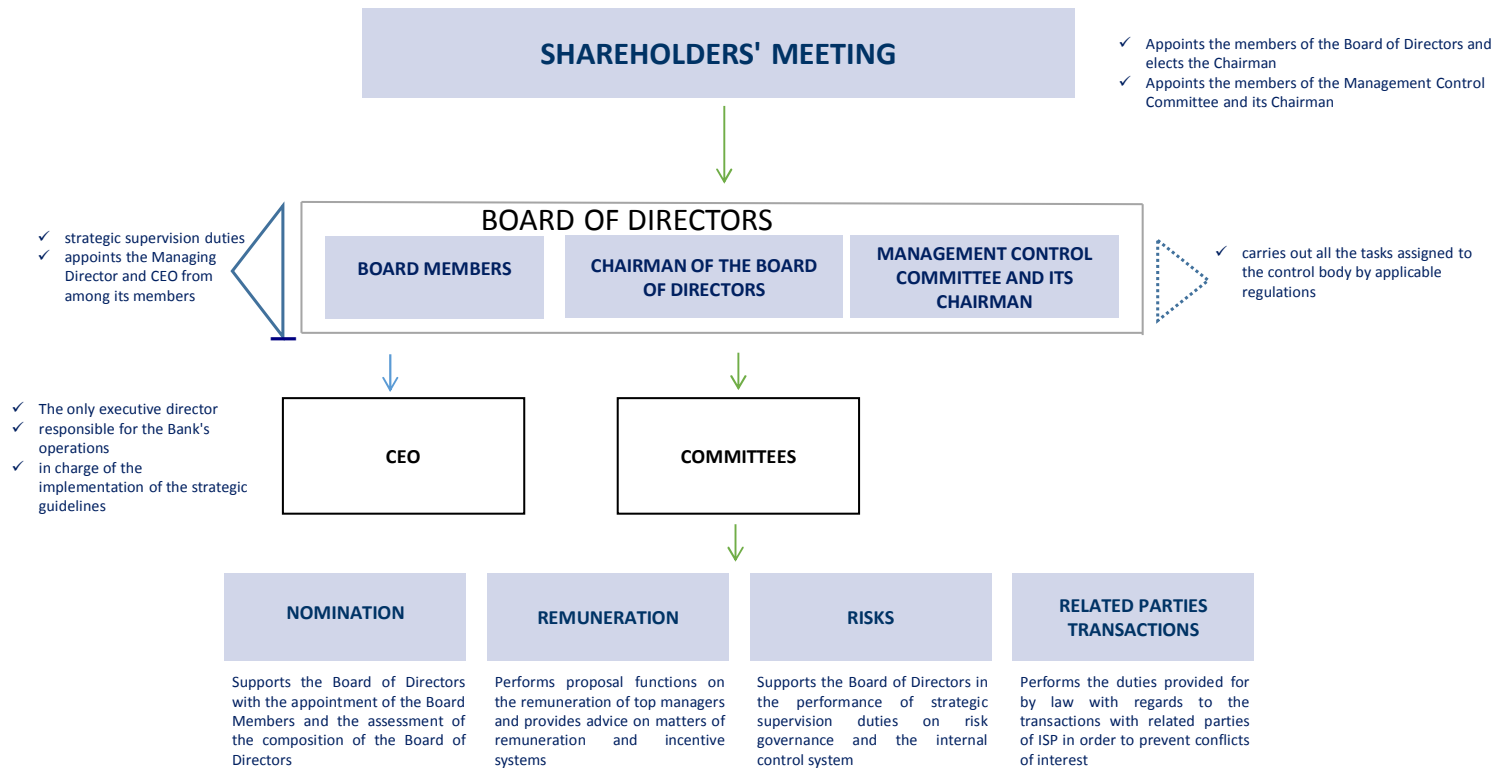 SHAREHOLDERS' MEETING
✓ Appoints the members of the Board of Directors and
elects the Chairman
✓ Appoints the members of the Management Control
Committee and its Chairman
BOARD OF DIRECTORS
✓ strategic supervision duties
✓ appoints the Managing
Director and CEO from
among its members
BOARD MEMBERS
CHAIRMAN OF THE BOARD
OF DIRECTORS
MANAGEMENT CONTROL
COMMITTEE AND ITS
CHAIRMAN
✓ carries out all the tasks assigned to
the control body by applicable
regulations
✓ The only executive director
✓ responsible for the Bank's
operations
✓ in charge of the
implementation of the strategic
guidelines
CEO
COMMITTEES
NOMINATION
Supports the Board of Directors
with the appointment of the Board
Members and the assessment of
the composition of the Board of
Directors
REMUNERATION
Performs proposal functions on
the remuneration of top managers
and provides advice on matters of
remuneration and incentive
systems
RISKS
Supports the Board of Directors in
the performance of strategic
supervision duties on risk
governance and the internal
control system
RELATED PARTIES
TRANSACTIONS
Performs the duties provided for
by law with regards to the
transactions with related parties
of ISP in order to prevent conflicts
of interest